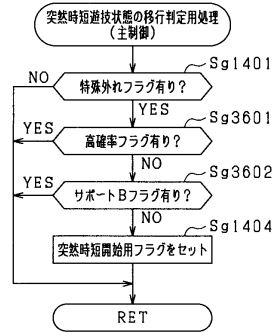 突然時短遊技状態の移行判定用処理
(主制御)
Sg1401
NO
特殊外れフラグ有り?
YES
Sg3601
YES
高確率フラグ有り?
NO
Sg3602
YES
サポートBフラグ有り?
NO
Sg1404
突然時短開始用フラグをセット
RET